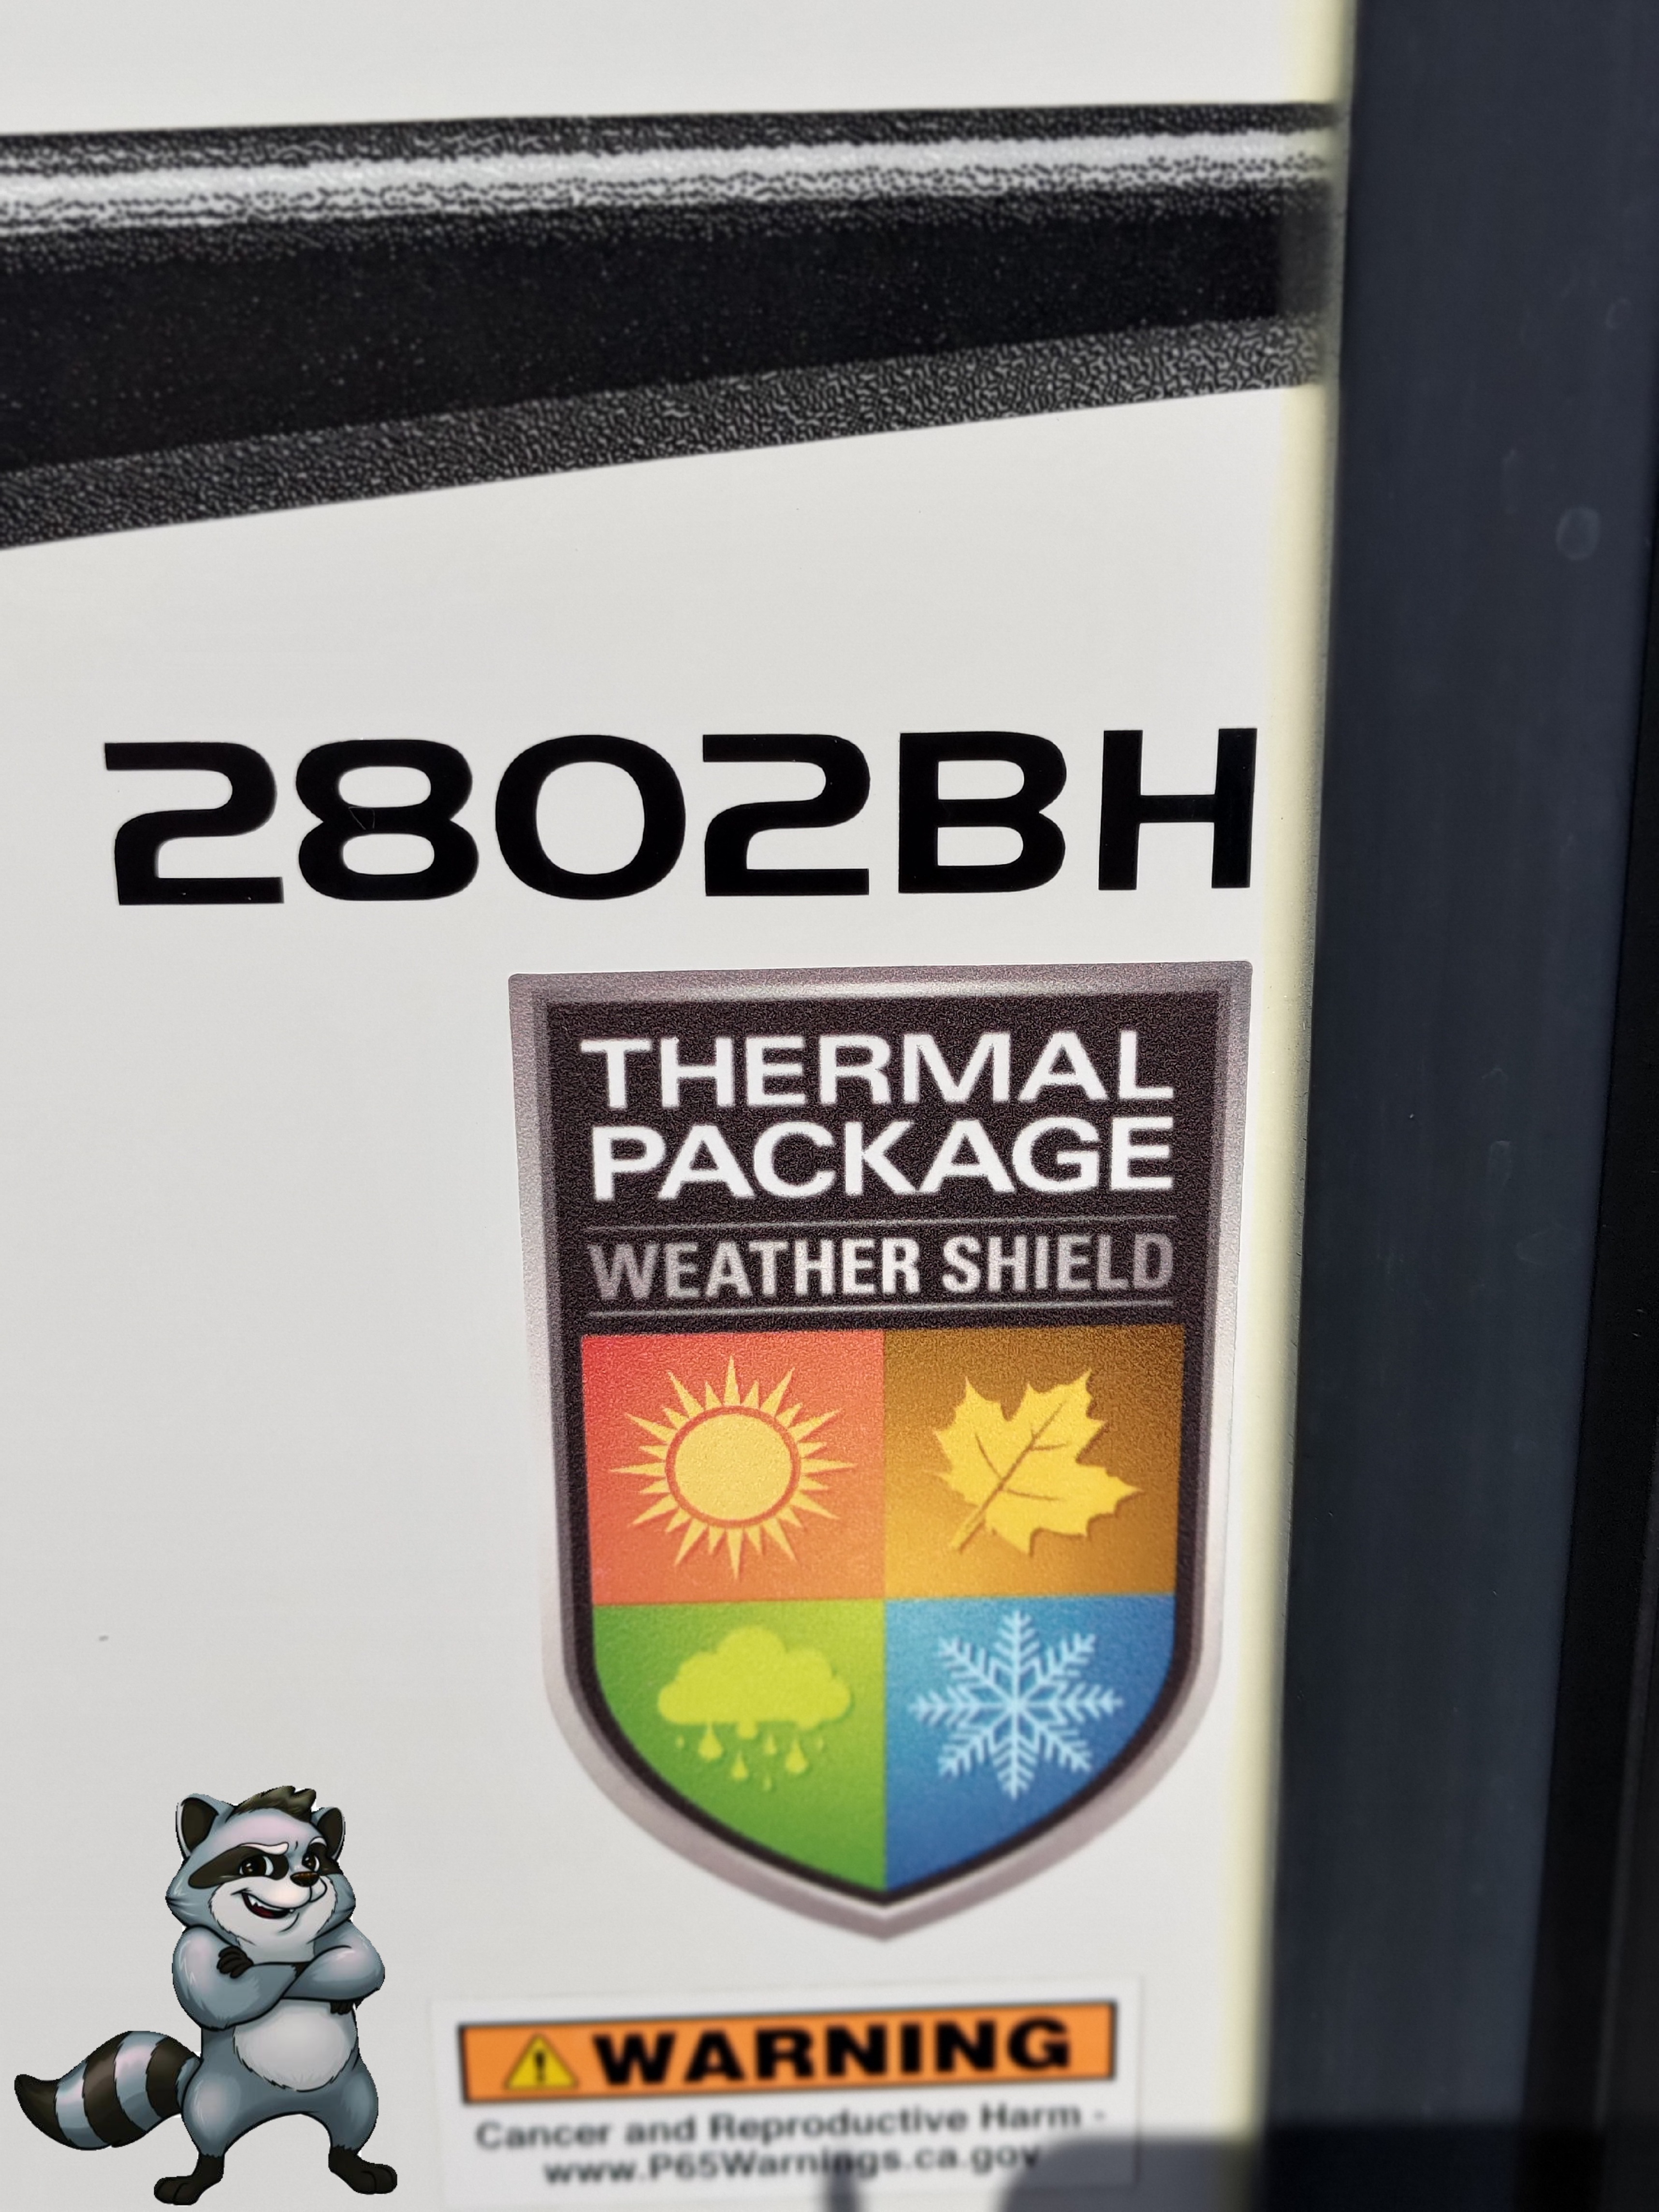 2802BH
THERMAL
PACKAGE
WEATHER SHIELD
WARNING
Cancer and Reproductive Harm -
www.P65Warnings.ca.gov